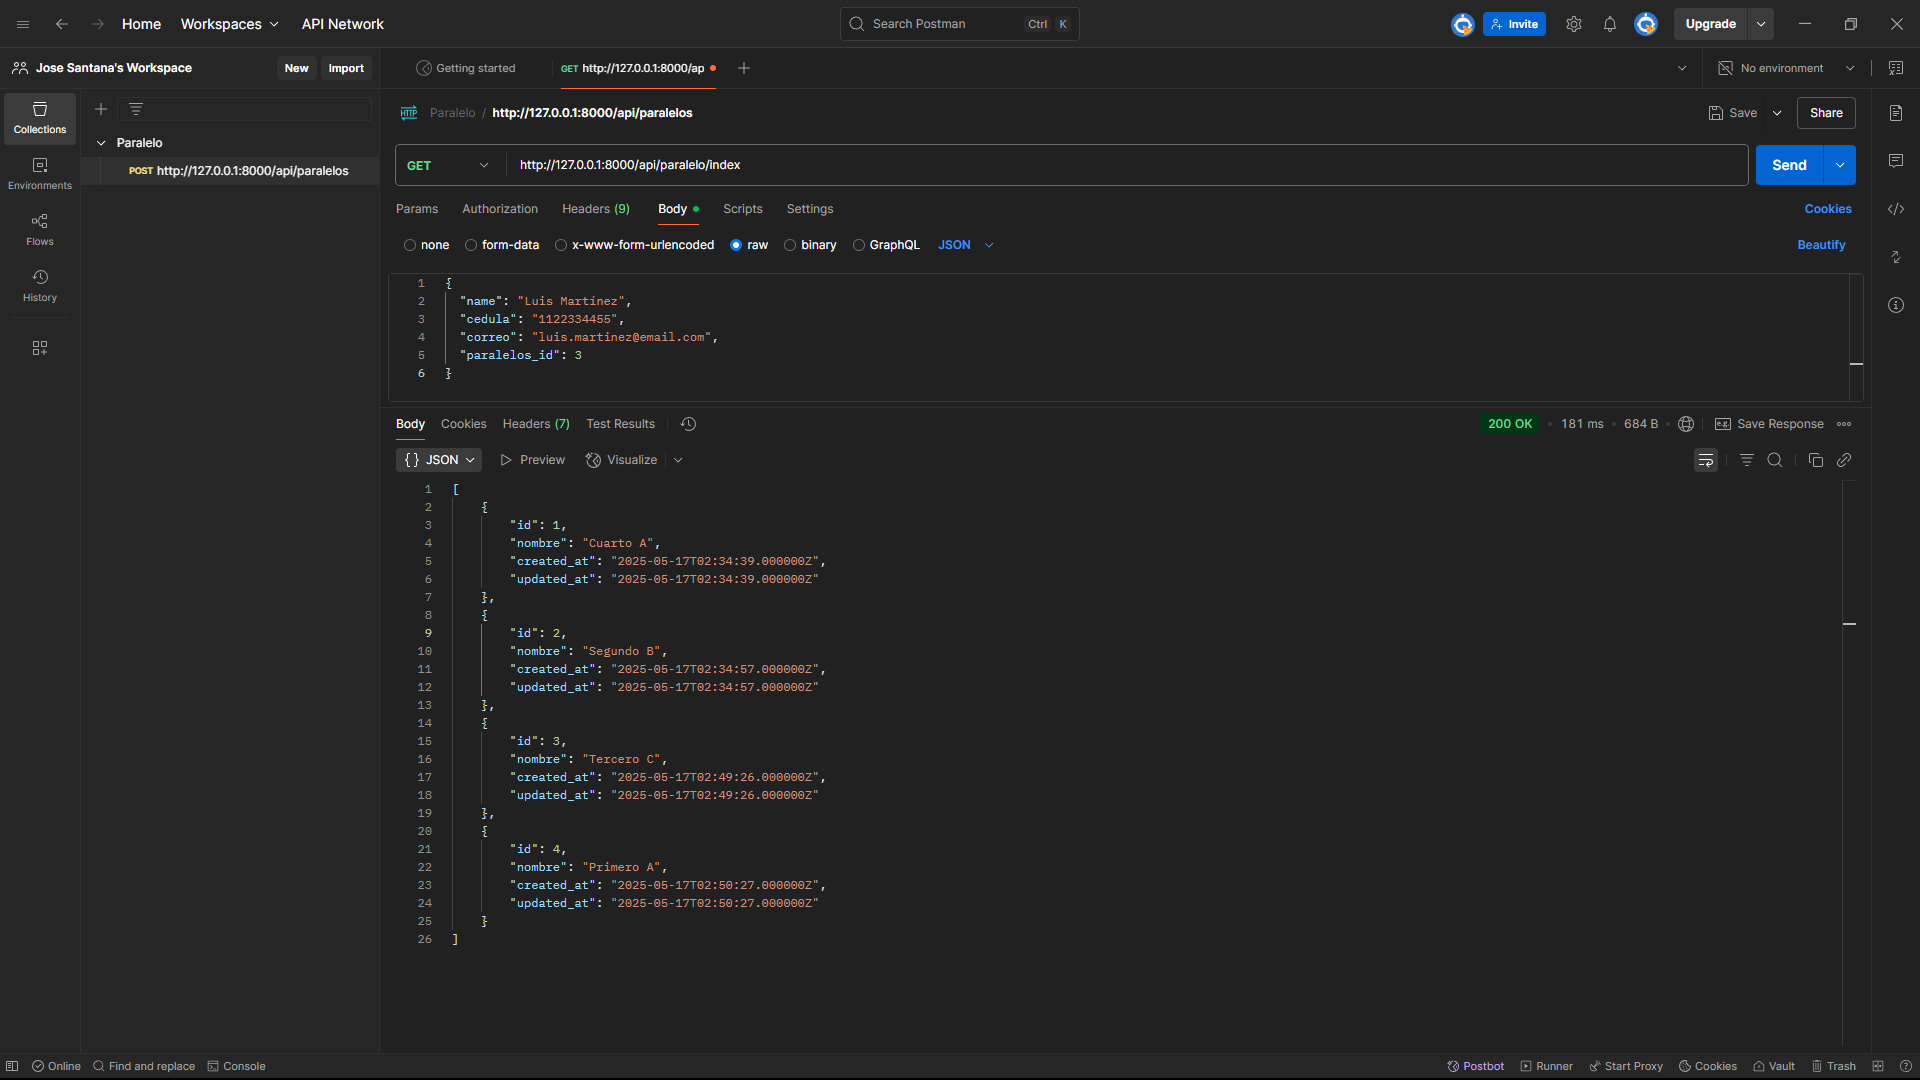 Home Workspaces API Network Search Postman Ctrl K Invite Upgrade
Jose Santana's Workspace New Import Getting started GET http://127.0.0.1:8000/ap No environment
Collections
Environments
Flows
History
Paralelo
POST http://127.0.0.1:8000/api/paralelos
HTTP Paralelo / http://127.0.0.1:8000/api/paralelos Save Share
GET http://127.0.0.1:8000/api/paralelo/index Send
Params Authorization Headers (9) Body Scripts Settings Cookies
none form-data x-www-form-urlencoded raw binary GraphQL JSON Beautify
1 {
2 "name": "Luis Martínez",
3 "cedula": "1122334455",
4 "correo": "luis.martinez@email.com",
5 "paralelos_id": 3
6 }
Body Cookies Headers (7) Test Results 200 OK 181 ms 684 B e.g. Save Response
{} JSON Preview Visualize
1 [
2 {
3 "id": 1,
4 "nombre": "Cuarto A",
5 "created_at": "2025-05-17T02:34:39.000000Z",
6 "updated_at": "2025-05-17T02:34:39.000000Z"
7 },
8 {
9 "id": 2,
10 "nombre": "Segundo B",
11 "created_at": "2025-05-17T02:34:57.000000Z",
12 "updated_at": "2025-05-17T02:34:57.000000Z"
13 },
14 {
15 "id": 3,
16 "nombre": "Tercero C",
17 "created_at": "2025-05-17T02:49:26.000000Z",
18 "updated_at": "2025-05-17T02:49:26.000000Z"
19 },
20 {
21 "id": 4,
22 "nombre": "Primero A",
23 "created_at": "2025-05-17T02:50:27.000000Z",
24 "updated_at": "2025-05-17T02:50:27.000000Z"
25 }
26 ]
Online Find and replace Console Postbot Runner Start Proxy Cookies Vault Trash